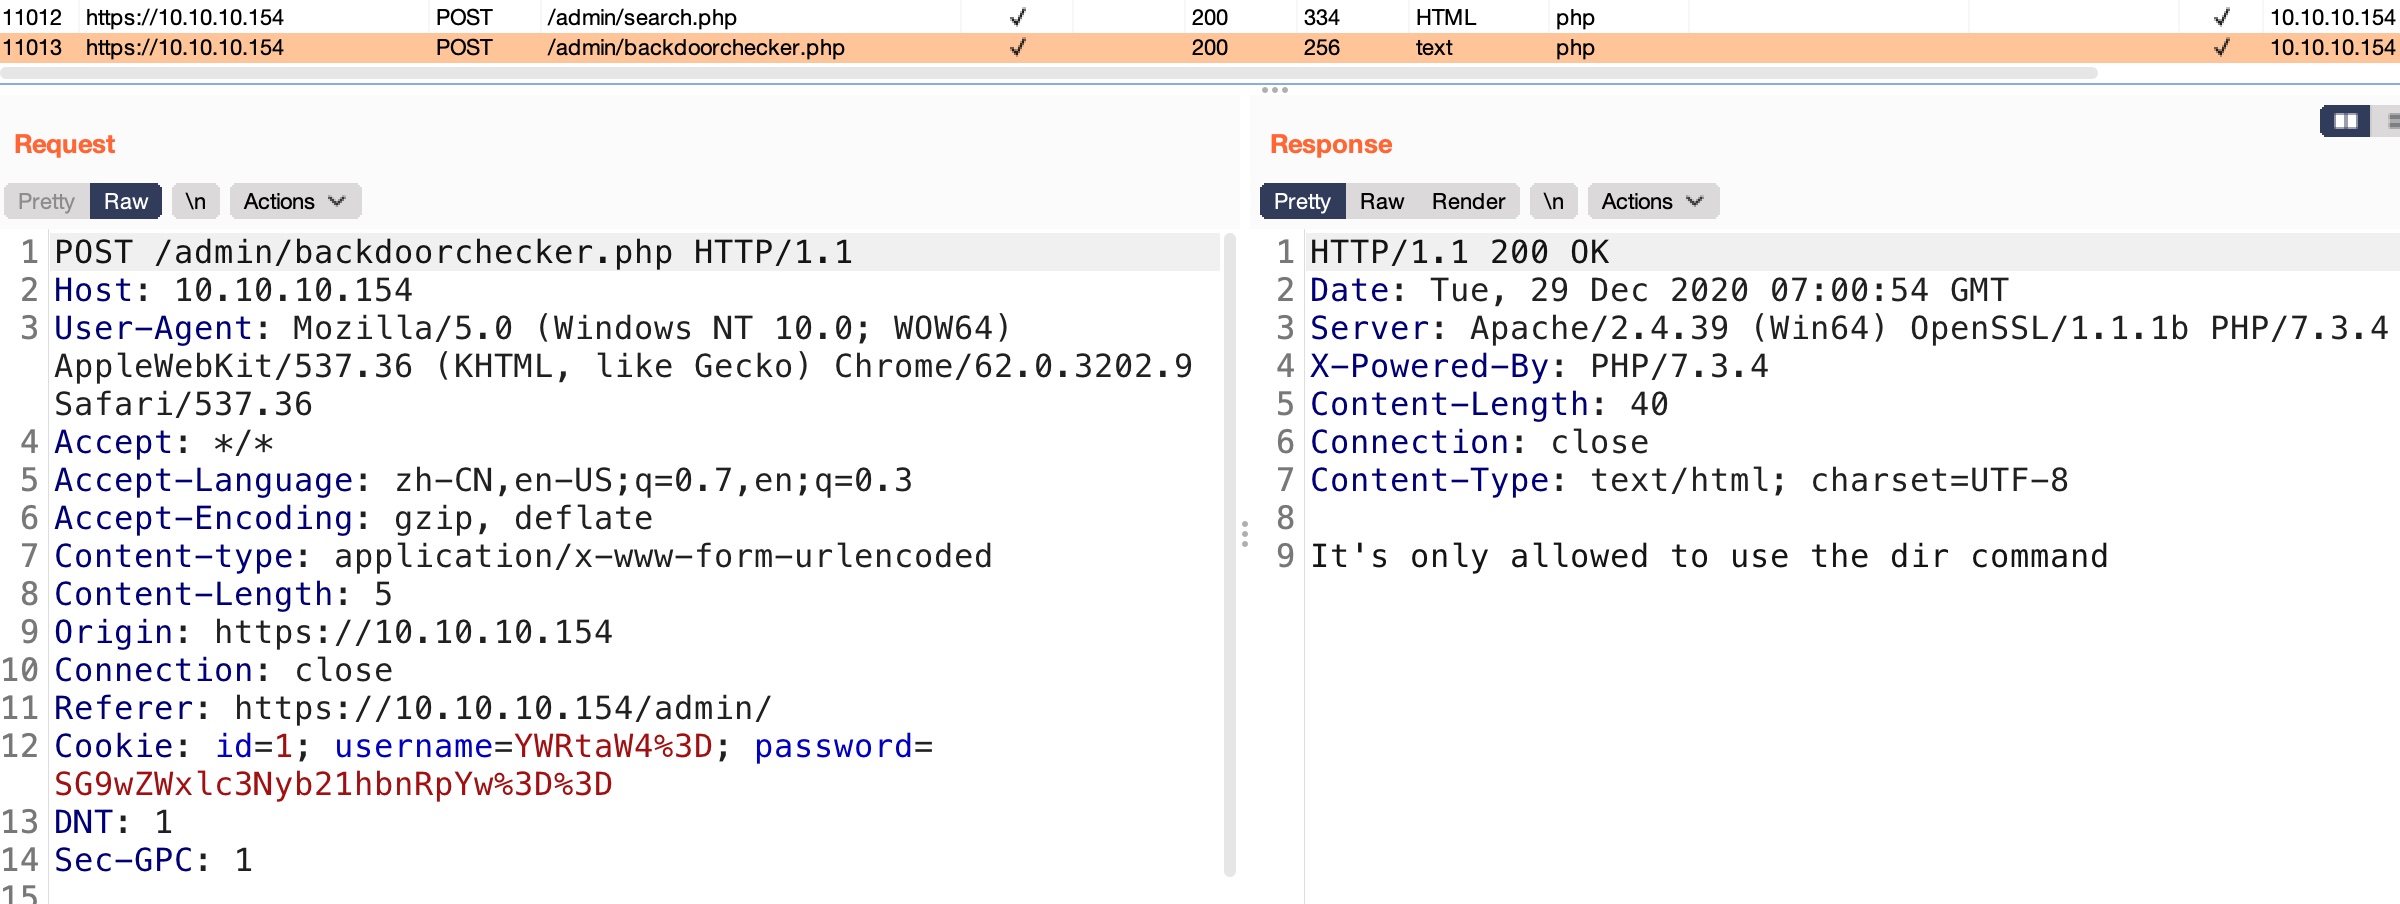 11012 https://10.10.10.154 POST /admin/search.php ✓ 200 334 HTML php ✓ 10.10.10.154
11013 https://10.10.10.154 POST /admin/backdoorchecker.php ✓ 200 256 text php ✓ 10.10.10.154
Request
Pretty Raw \n Actions
1 POST /admin/backdoorchecker.php HTTP/1.1
2 Host: 10.10.10.154
3 User-Agent: Mozilla/5.0 (Windows NT 10.0; WOW64)
AppleWebKit/537.36 (KHTML, like Gecko) Chrome/62.0.3202.9
Safari/537.36
4 Accept: */*
5 Accept-Language: zh-CN,en-US;q=0.7,en;q=0.3
6 Accept-Encoding: gzip, deflate
7 Content-type: application/x-www-form-urlencoded
8 Content-Length: 5
9 Origin: https://10.10.10.154
10 Connection: close
11 Referer: https://10.10.10.154/admin/
12 Cookie: id=1; username=YWRtaW4%3D; password=
SG9wZWxlc3Nyb21hbnRpYw%3D%3D
13 DNT: 1
14 Sec-GPC: 1
15
Response
Pretty Raw Render \n Actions
1 HTTP/1.1 200 OK
2 Date: Tue, 29 Dec 2020 07:00:54 GMT
3 Server: Apache/2.4.39 (Win64) OpenSSL/1.1.1b PHP/7.3.4
4 X-Powered-By: PHP/7.3.4
5 Content-Length: 40
6 Connection: close
7 Content-Type: text/html; charset=UTF-8
8
9 It's only allowed to use the dir command